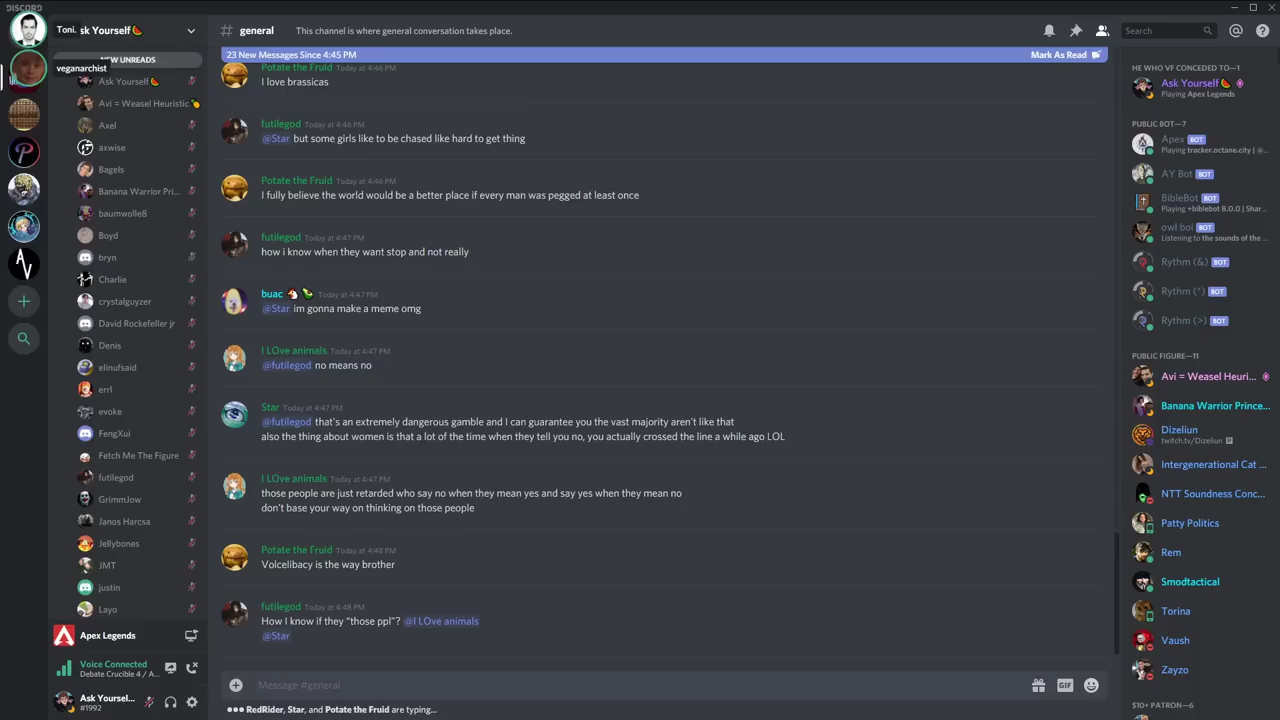 DISCORD
Toni.
Ask Yourself🍉
# general
This channel is where general conversation takes place.
Search
NEW UNREADS
veganarchist
Ask Yourself🍉
Avi = Weasel Heuristic🍋
Axel
axwise
Bagels
Banana Warrior Pri...
baumwolle8
Boyd
bryn
Charlie
crystalguyzer
David Rockefeller jr
Denis
elinufsaid
errl
evoke
FengXui
Fetch Me The Figure
futilegod
GrimmJow
Janos Harcsa
Jellybones
JMT
justin
Layo
Apex Legends
Voice Connected
Debate Crucible 4 / A...
Ask Yoursel...
#1992
23 New Messages Since 4:45 PM
Mark As Read
Potate the Fruid Today at 4:46 PM
I love brassicas
futilegod Today at 4:46 PM
@Star but some girls like to be chased like hard to get thing
Potate the Fruid Today at 4:46 PM
I fully believe the world would be a better place if every man was pegged at least once
futilegod Today at 4:47 PM
how i know when they want stop and not really
buac Today at 4:47 PM
@Star im gonna make a meme omg
I LOve animals Today at 4:47 PM
@futilegod no means no
Star Today at 4:47 PM
@futilegod that's an extremely dangerous gamble and I can guarantee you the vast majority aren't like that
also the thing about women is that a lot of the time when they tell you no, you actually crossed the line a while ago LOL
I LOve animals Today at 4:47 PM
those people are just retarded who say no when they mean yes and say yes when they mean no
don't base your way on thinking on those people
Potate the Fruid Today at 4:48 PM
Volcelibacy is the way brother
futilegod Today at 4:48 PM
How I know if they "those ppl"? @I LOve animals
@Star
Message #general
GIF
RedRider, Star, and Potate the Fruid are typing...
HE WHO VF CONCEDED TO—1
Ask Yourself🍉
Playing Apex Legends
PUBLIC BOT—7
Apex BOT
Playing tracker.octane.city | @...
AY Bot BOT
BibleBot BOT
Playing +biblebot 8.0.0 | Shar...
owl boi BOT
Listening to the sounds of the ...
Rythm (&) BOT
Rythm (*) BOT
Rythm (>) BOT
PUBLIC FIGURE—11
Avi = Weasel Heuri...
Banana Warrior Prince...
Dizeliun
twitch.tv/Dizeliun
Intergenerational Cat ...
NTT Soundness Conc...
Patty Politics
Rem
Smodtactical
Torina
Vaush
Zayzo
$10+ PATRON—6